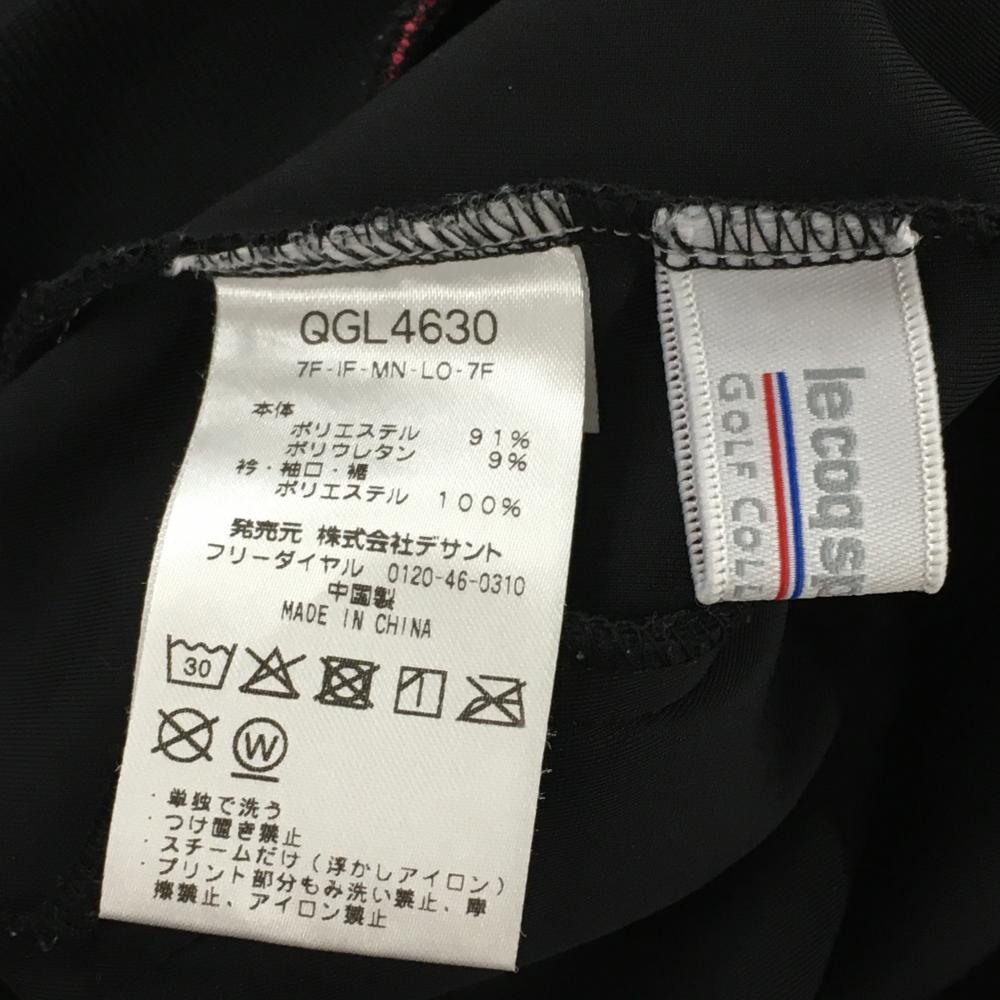 QGL4630
7F-IF-MN-LO-7F
本体
ポリエステル 91%
ポリウレタン 9%
衿・袖口・裾
ポリエステル 100%
発売元 株式会社デサント
フリーダイヤル 0120-46-0310
中国製
MADE IN CHINA
30
W
・単独で洗う
・つけ置き禁止
・スチームだけ(浮かしアイロン)
・プリント部分もみ洗い禁止、摩
擦禁止、アイロン禁止
lecoq
GOLF